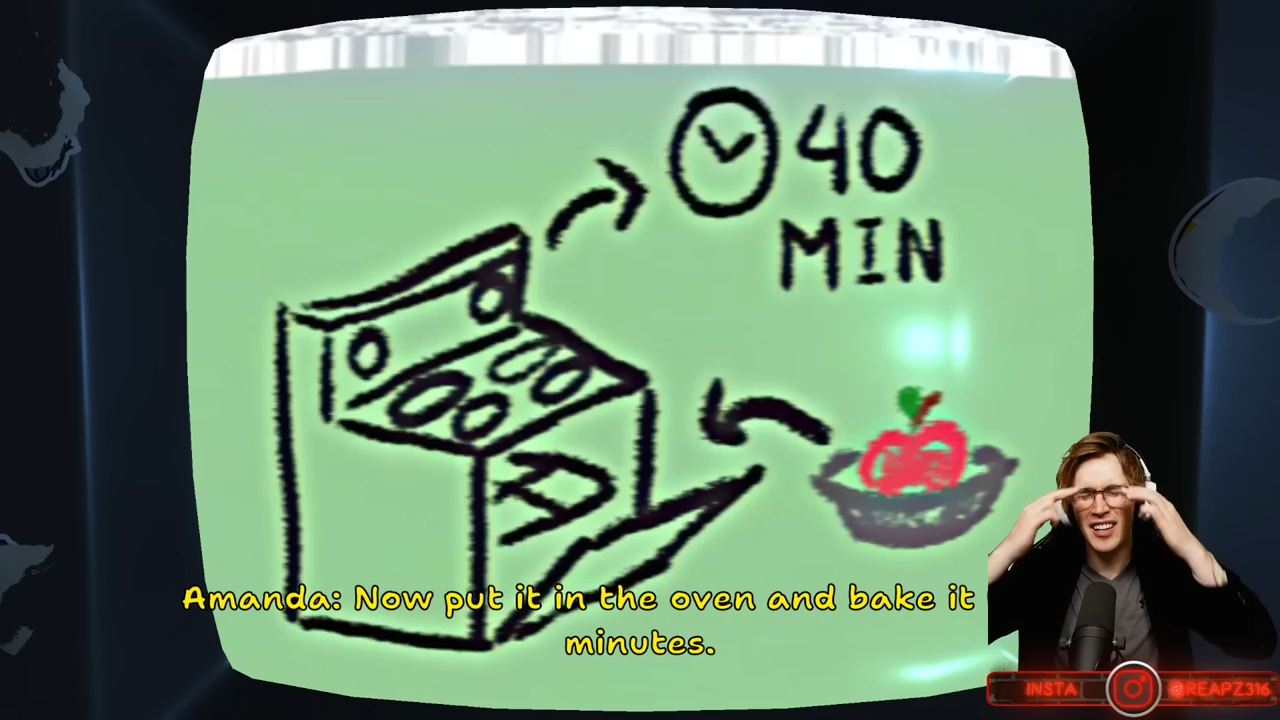 40
MIN
Amanda: Now put it in the oven and bake it
minutes.
INSTA @REAPZ316